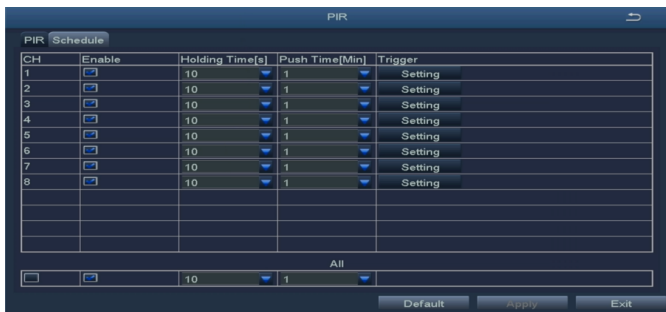 PIR
PIR Schedule
CH Enable Holding Time[s] Push Time[Min] Trigger
1 10 1 Setting
2 10 1 Setting
3 10 1 Setting
4 10 1 Setting
5 10 1 Setting
6 10 1 Setting
7 10 1 Setting
8 10 1 Setting
All
10 1
Default Apply Exit